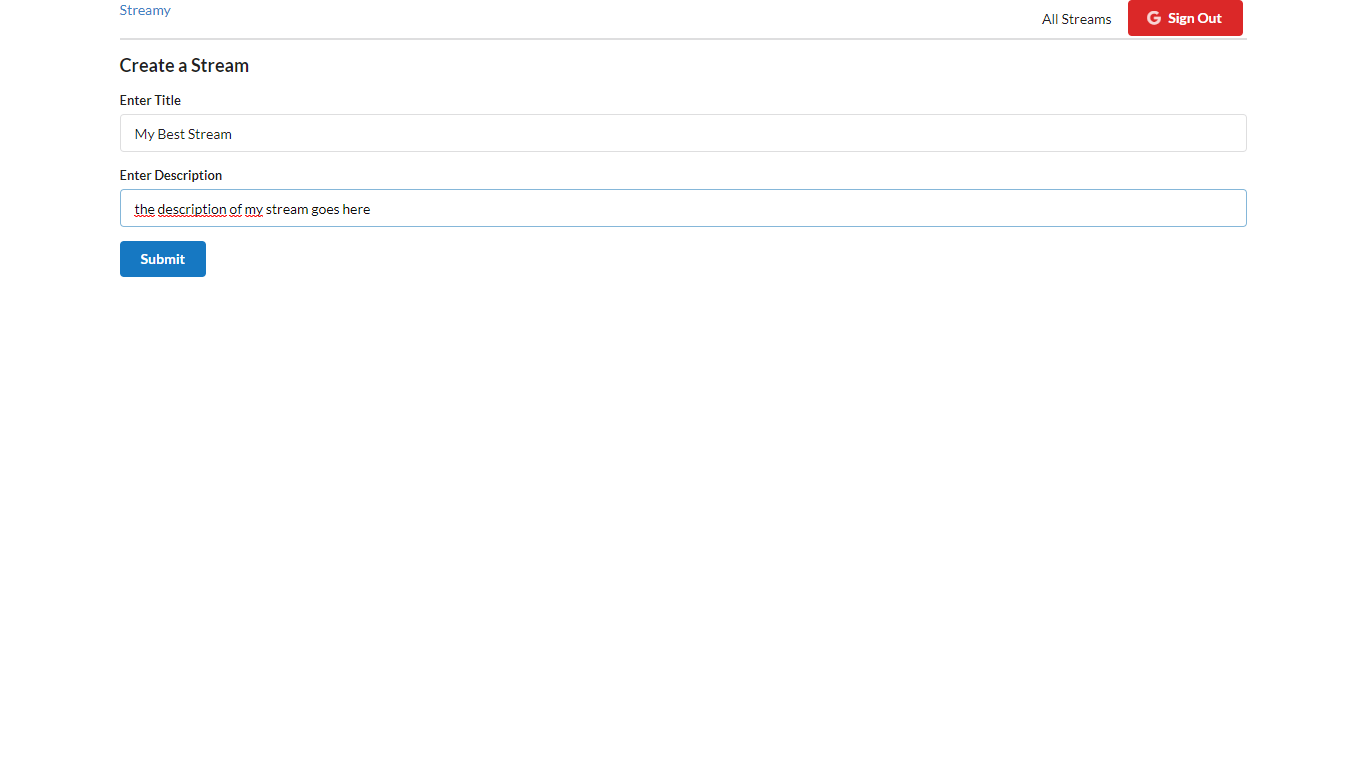 Streamy
All Streams
Sign Out
Create a Stream
Enter Title
My Best Stream
Enter Description
the description of my stream goes here
Submit